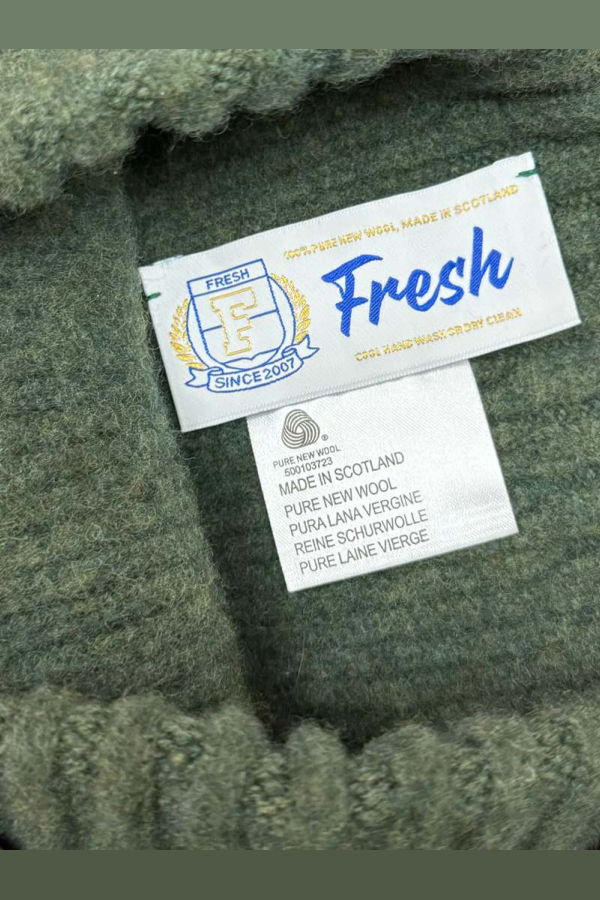 100% PURE NEW WOOL, MADE IN SCOTLAND
FRESH
F
SINCE 2007
Fresh
COOL HAND WASH OR DRY CLEAN
PURE NEW WOOL
500103723
MADE IN SCOTLAND
PURE NEW WOOL
PURA LANA VERGINE
REINE SCHURWOLLE
PURE LAINE VIERGE